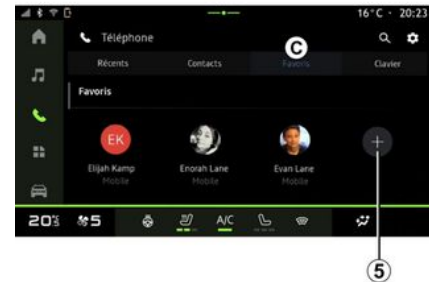 16°C · 20:23
Téléphone
C
Récents Contacts Favoris Clavier
Favoris
EK
+
Elijah Kamp Enorah Lane Evan Lane
Mobile Mobile Mobile
20 5 A/C
5